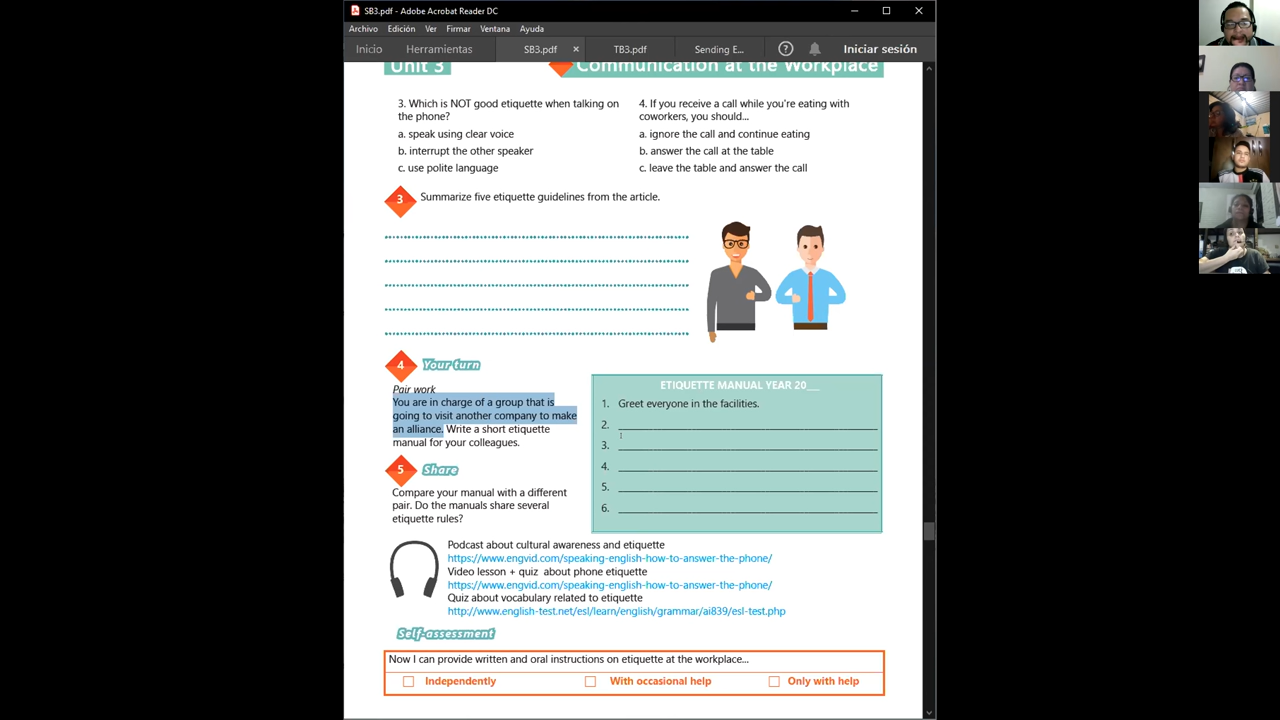 SB3.pdf - Adobe Acrobat Reader DC
Archivo Edición Ver Firmar Ventana Ayuda
Inicio Herramientas SB3.pdf × TB3.pdf Sending E... ? Iniciar sesión
Unit 3 Communication at the Workplace
3. Which is NOT good etiquette when talking on
the phone?
a. speak using clear voice
b. interrupt the other speaker
c. use polite language
4. If you receive a call while you're eating with
coworkers, you should...
a. ignore the call and continue eating
b. answer the call at the table
c. leave the table and answer the call
3 Summarize five etiquette guidelines from the article.
4 Your turn
Pair work
You are in charge of a group that is
going to visit another company to make
an alliance. Write a short etiquette
manual for your colleagues.
5 Share
Compare your manual with a different
pair. Do the manuals share several
etiquette rules?
ETIQUETTE MANUAL YEAR 20__
1. Greet everyone in the facilities.
2.
3.
4.
5.
6.
Podcast about cultural awareness and etiquette
https://www.engvid.com/speaking-english-how-to-answer-the-phone/
Video lesson + quiz about phone etiquette
https://www.engvid.com/speaking-english-how-to-answer-the-phone/
Quiz about vocabulary related to etiquette
http://www.english-test.net/esl/learn/english/grammar/ai839/esl-test.php
Self-assessment
Now I can provide written and oral instructions on etiquette at the workplace...
Independently With occasional help Only with help